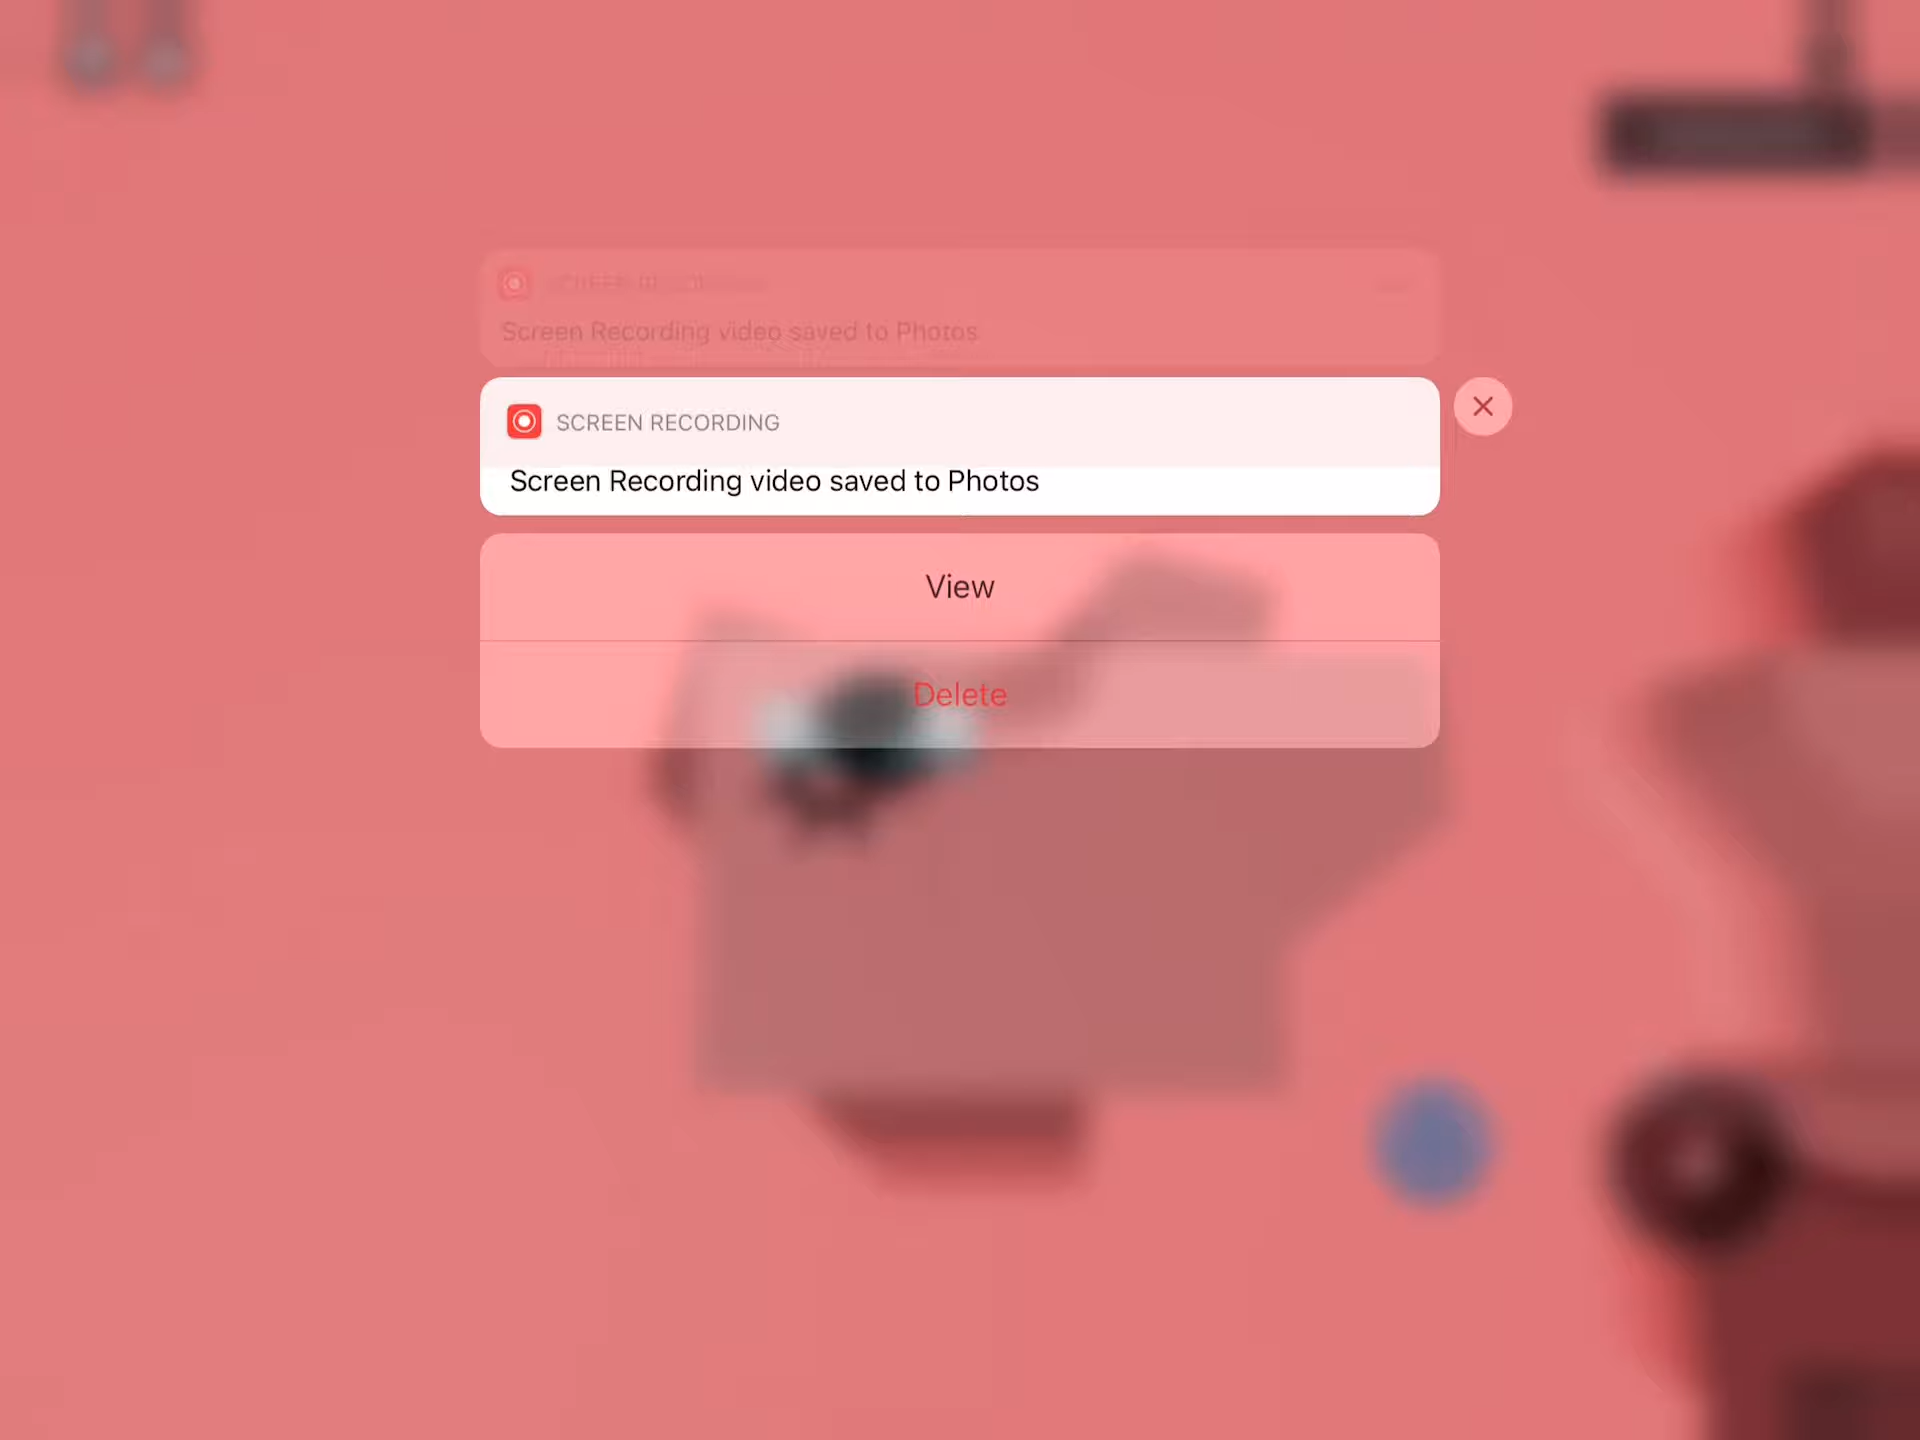 Screen Recording video saved to Photos
SCREEN RECORDING
Screen Recording video saved to Photos
View
Delete